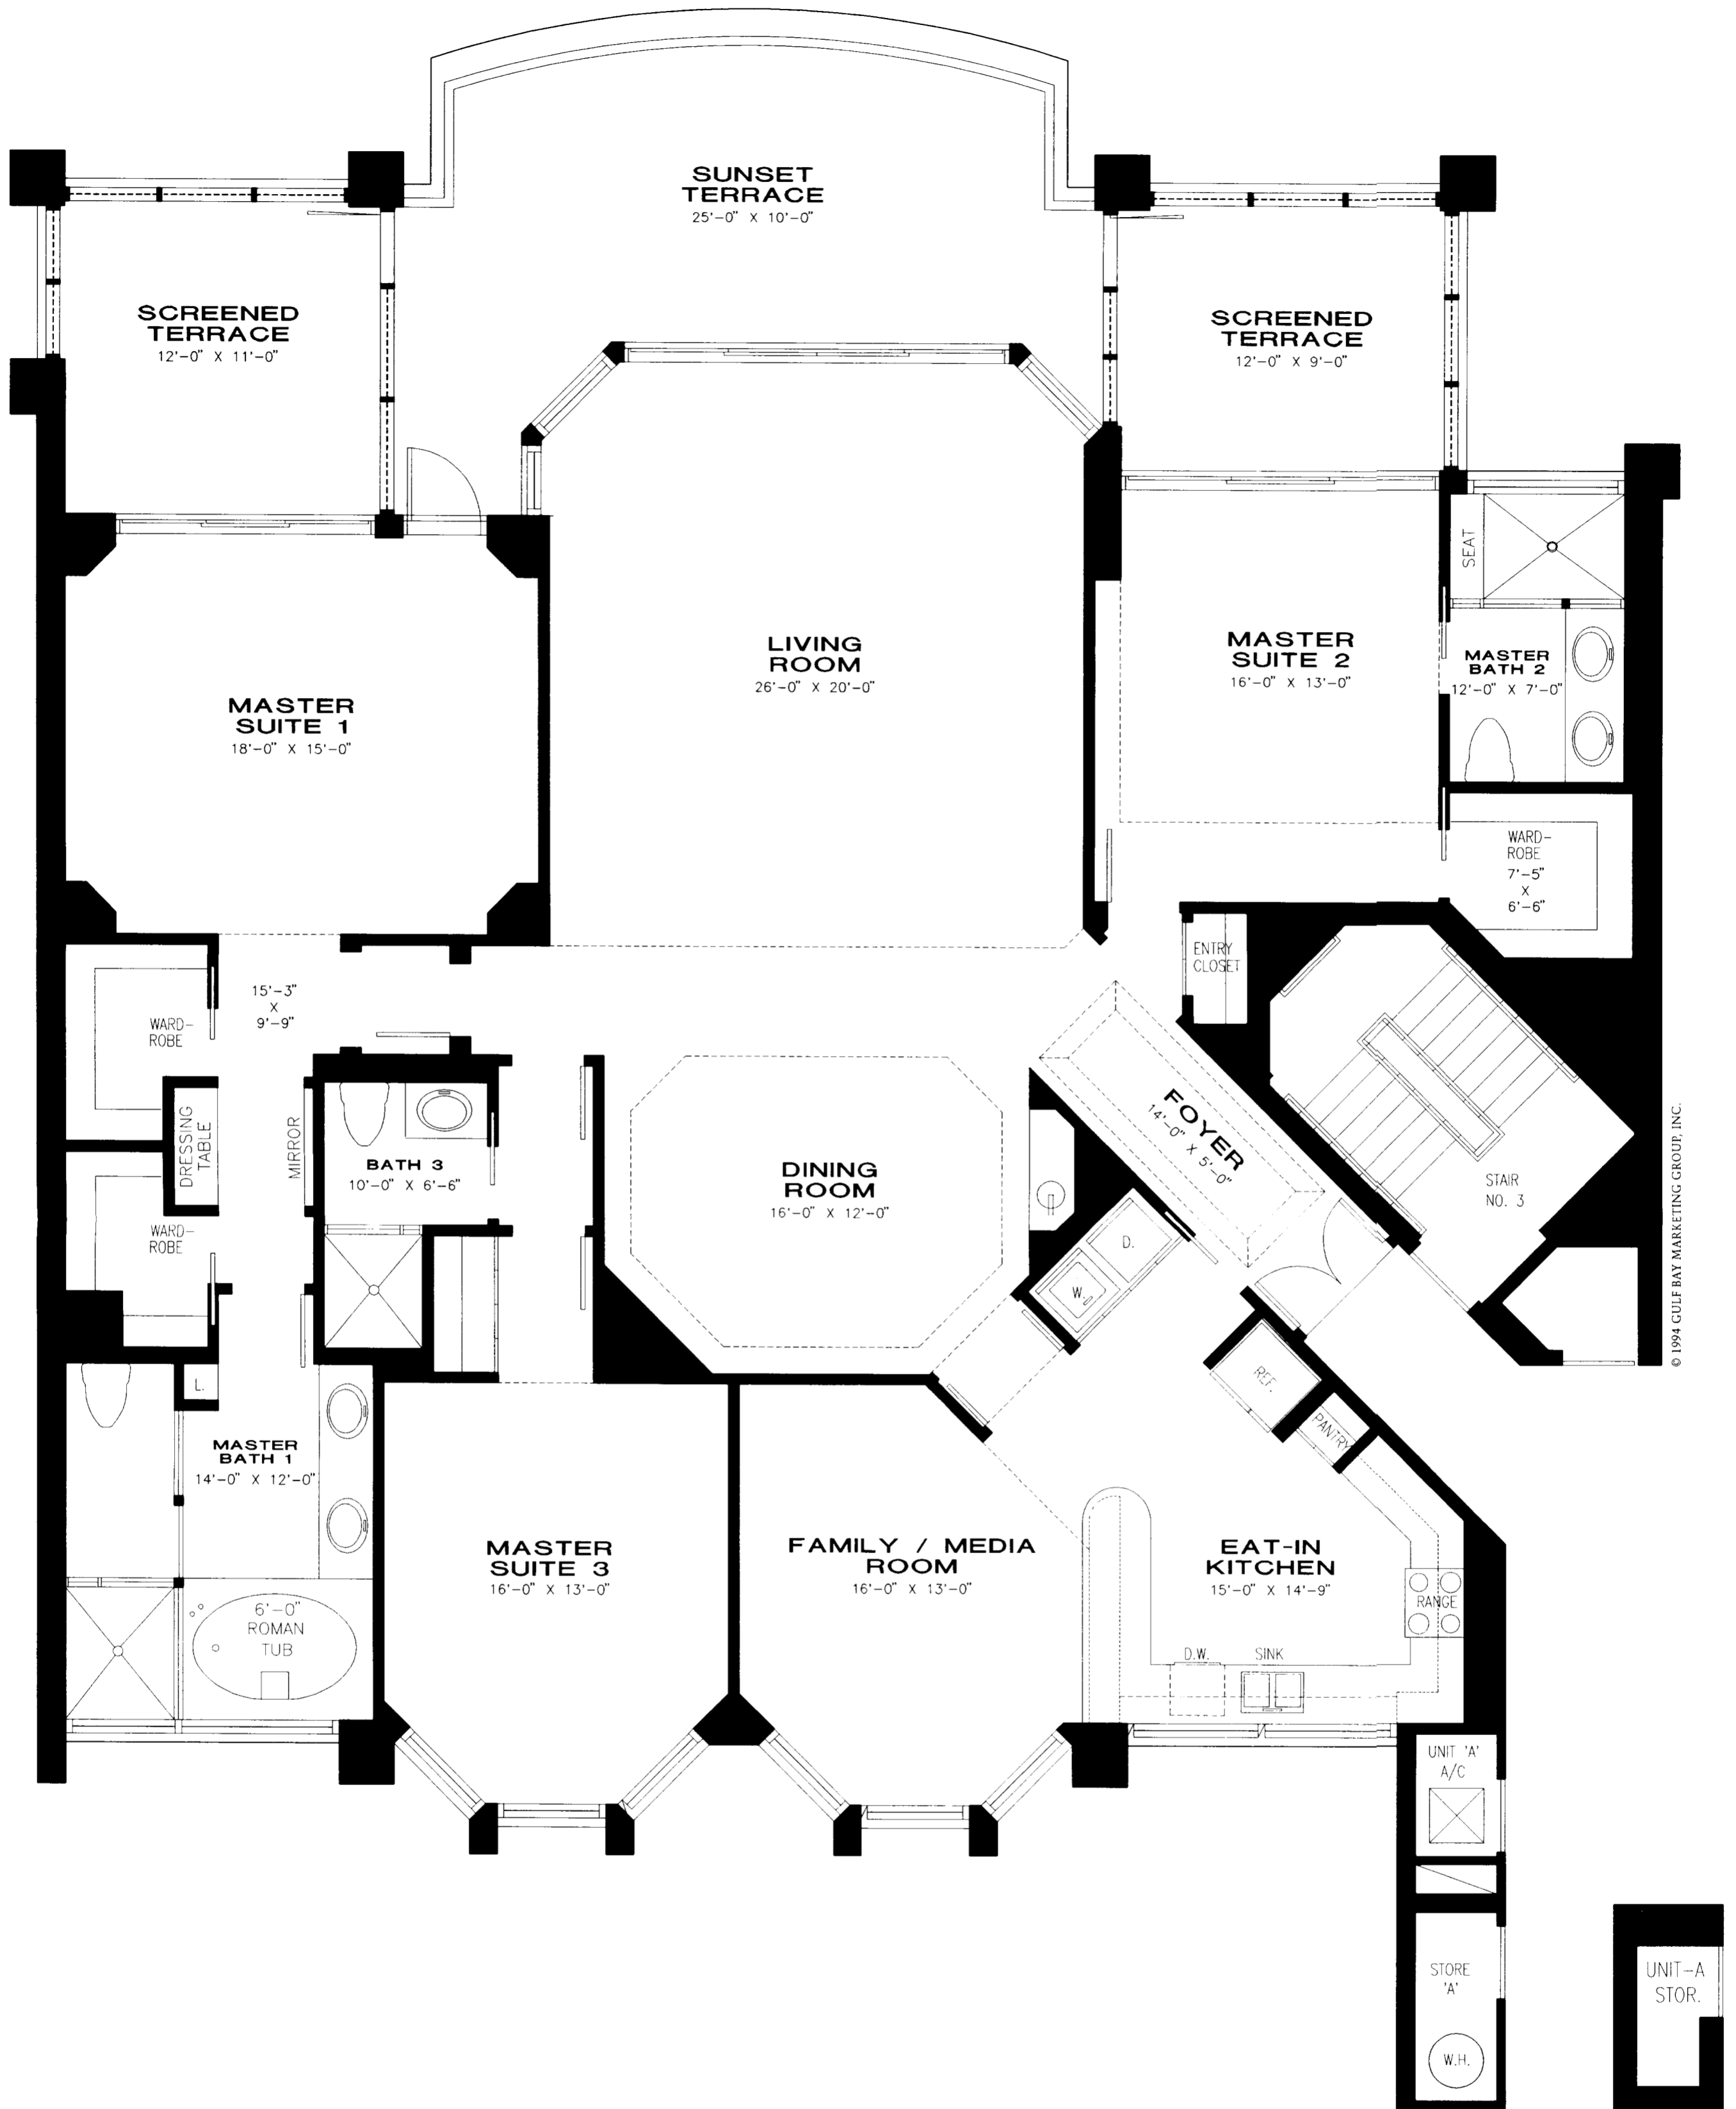 SUNSET
TERRACE
25'-0" X 10'-0"
SCREENED
TERRACE
12'-0" X 11'-0"
SCREENED
TERRACE
12'-0" X 9'-0"
LIVING
ROOM
26'-0" X 20'-0"
MASTER
SUITE 1
18'-0" X 15'-0"
MASTER
SUITE 2
16'-0" X 13'-0"
SEAT
MASTER
BATH 2
12'-0" X 7'-0"
WARD-
ROBE
7'-5"
X
6'-6"
ENTRY
CLOSET
15'-3"
X
9'-9"
WARD-
ROBE
DRESSING
TABLE
MIRROR
WARD-
ROBE
BATH 3
10'-0" X 6'-6"
DINING
ROOM
16'-0" X 12'-0"
FOYER
14'-0" X 5'-0"
STAIR
NO. 3
D.
W.
REF.
PANTRY
L.
MASTER
BATH 1
14'-0" X 12'-0"
6'-0"
ROMAN
TUB
MASTER
SUITE 3
16'-0" X 13'-0"
FAMILY / MEDIA
ROOM
16'-0" X 13'-0"
EAT-IN
KITCHEN
15'-0" X 14'-9"
RANGE
D.W.
SINK
UNIT 'A'
A/C
STORE
'A'
W.H.
UNIT-A
STOR.
© 1994 GULF BAY MARKETING GROUP, INC.